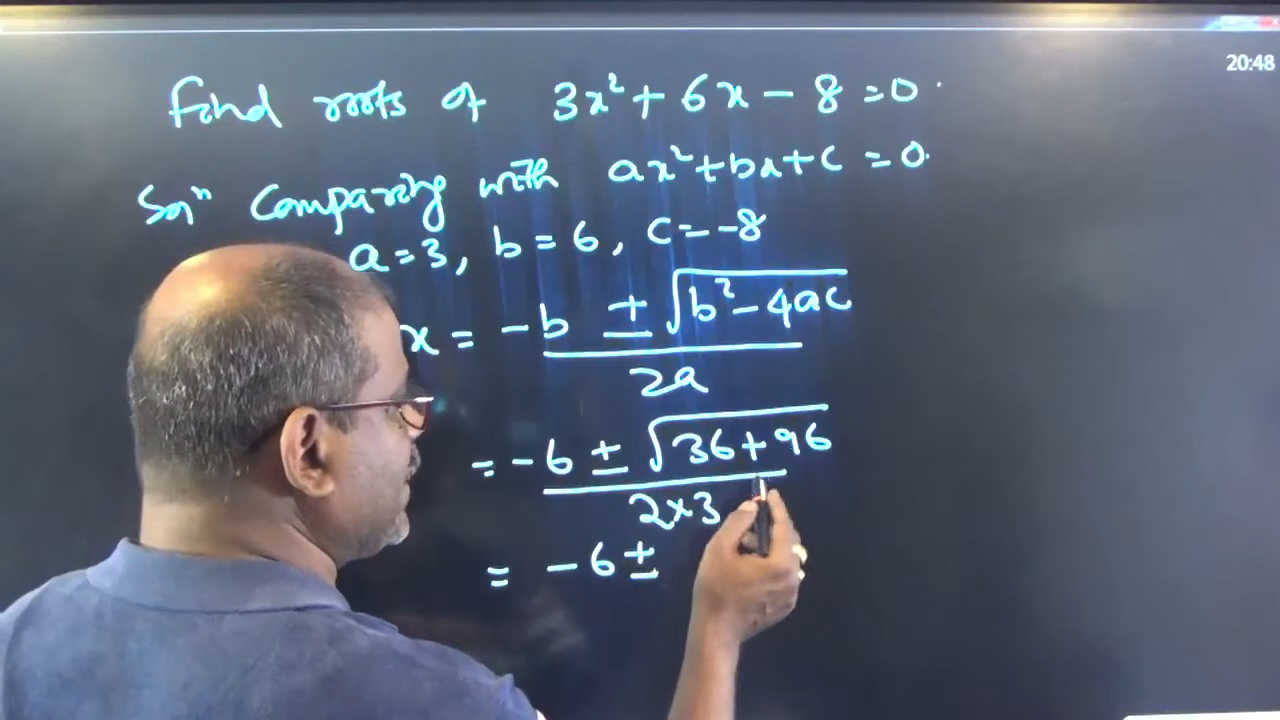 20:48
Find roots of 3x² + 6x - 8 = 0.
Solⁿ Comparing with ax² + bx + c = 0.
a = 3, b = 6, c = -8
x = -b ± √b² - 4ac
2a
= -6 ± √36 + 96
2×3
= -6 ±